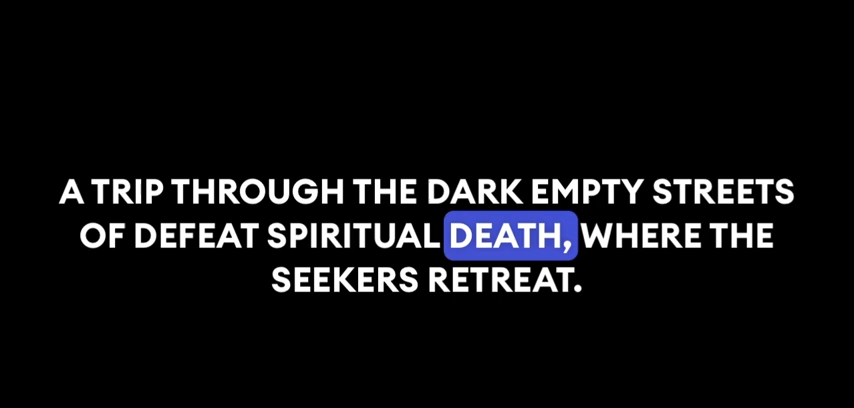 A TRIP THROUGH THE DARK EMPTY STREETS
OF DEFEAT SPIRITUAL DEATH, WHERE THE
SEEKERS RETREAT.